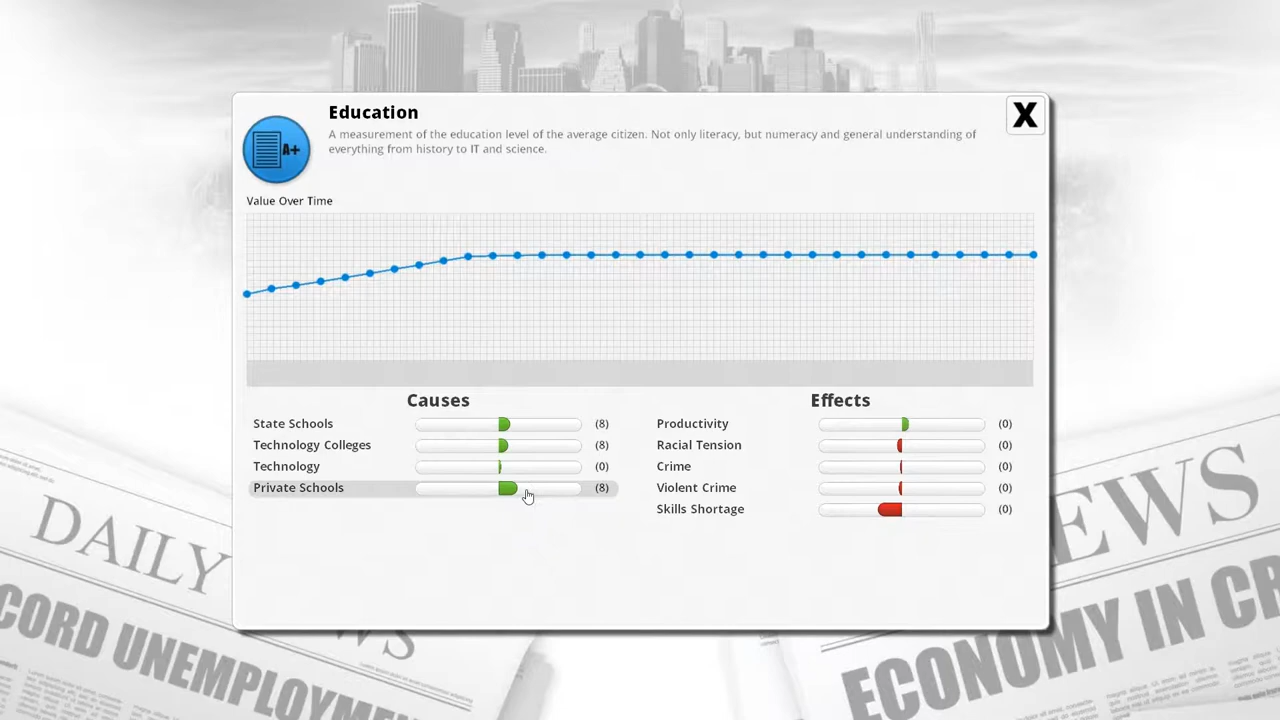 Education
A measurement of the education level of the average citizen. Not only literacy, but numeracy and general understanding
everything from history to IT and science.
A+
X
Value Over Time
Causes
State Schools (8)
Technology Colleges (8)
Technology (0)
Private Schools (8)
Effects
Productivity (0)
Racial Tension (0)
Crime (0)
Violent Crime (0)
Skills Shortage (0)
DAILY
NEWS
CORD UNEMPLOYM
EWS
ECONOMY IN CR